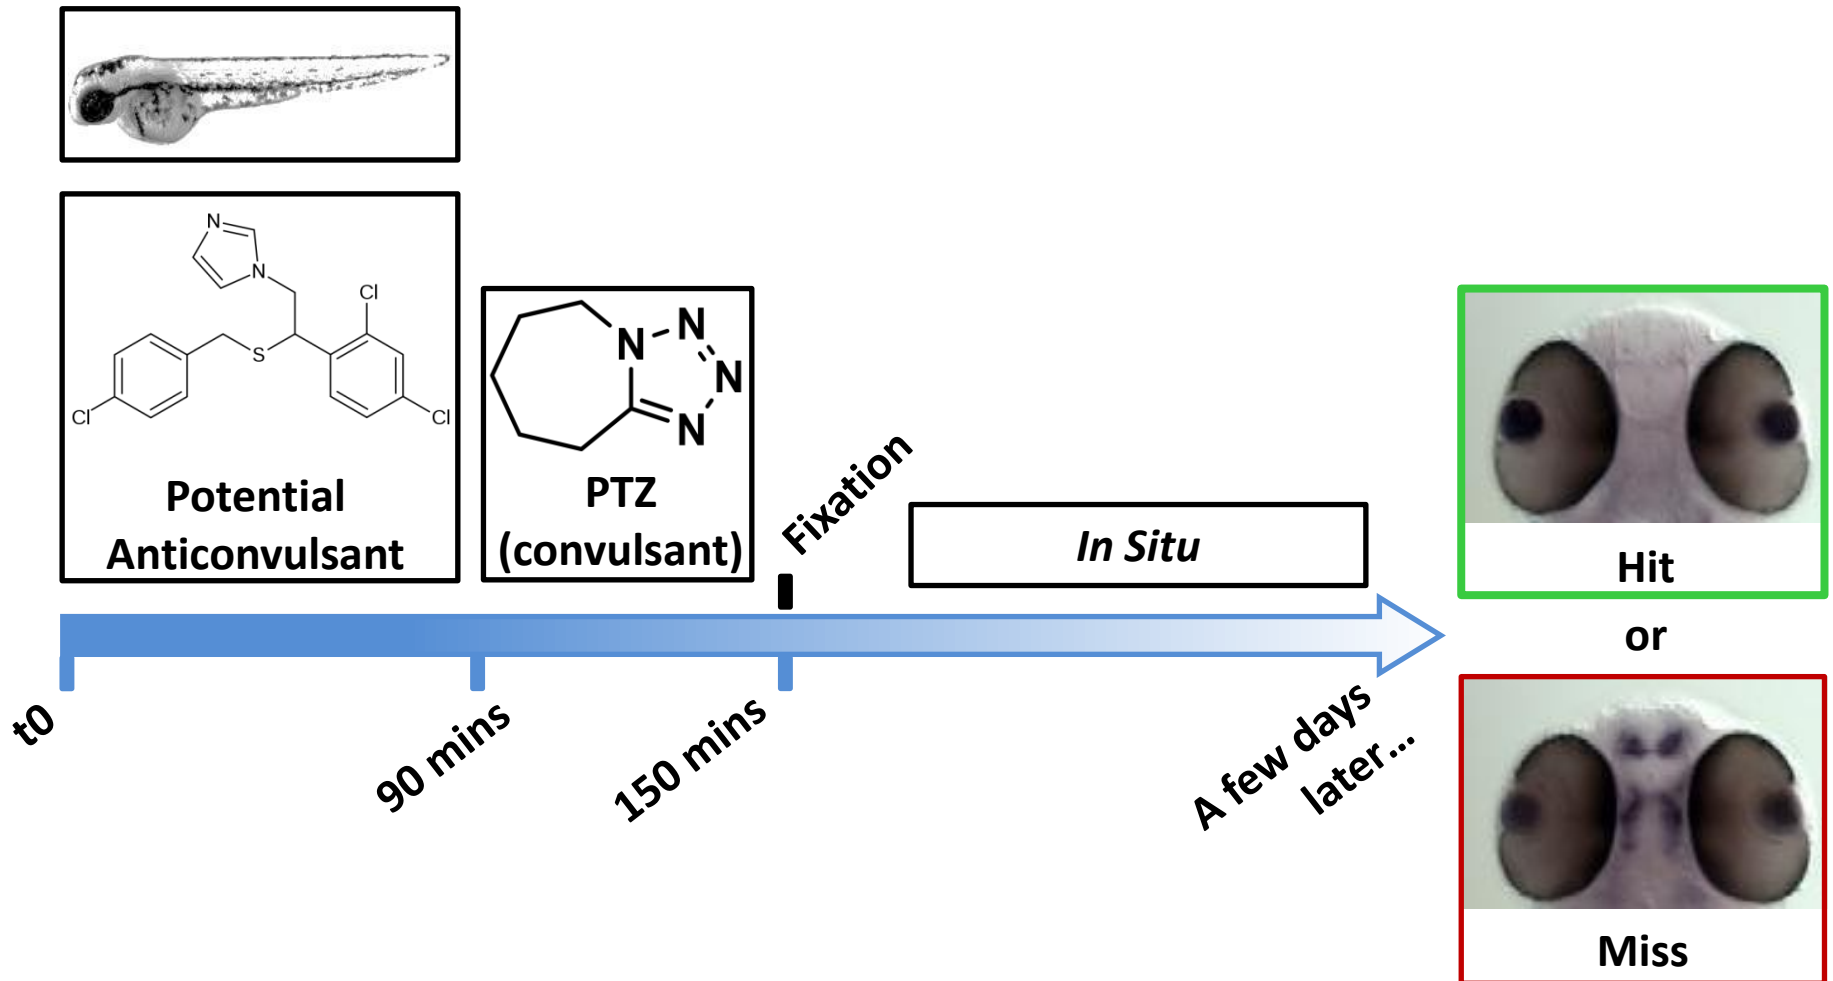 N
N
Cl
S
Cl
Cl
Potential
Anticonvulsant
N
N
N
N
PTZ
(convulsant)
Fixation
In Situ
Hit
or
Miss
t0
90 mins
150 mins
A few days
later...